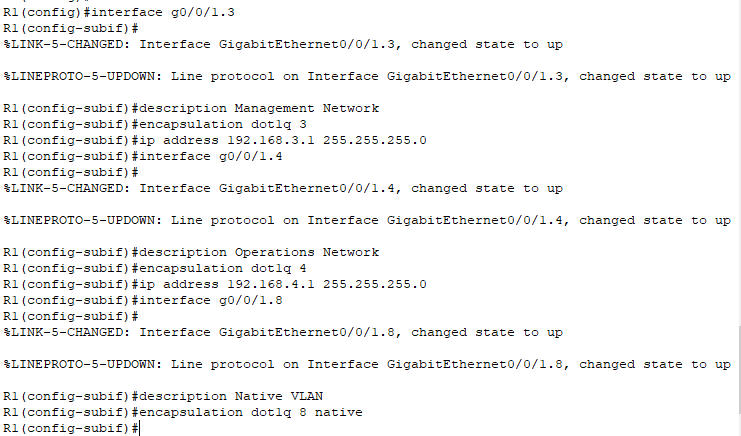 R1(config)#interface g0/0/1.3
R1(config-subif)#
%LINK-5-CHANGED: Interface GigabitEthernet0/0/1.3, changed state to up
%LINEPROTO-5-UPDOWN: Line protocol on Interface GigabitEthernet0/0/1.3, changed state to up
R1(config-subif)#description Management Network
R1(config-subif)#encapsulation dot1q 3
R1(config-subif)#ip address 192.168.3.1 255.255.255.0
R1(config-subif)#interface g0/0/1.4
R1(config-subif)#
%LINK-5-CHANGED: Interface GigabitEthernet0/0/1.4, changed state to up
%LINEPROTO-5-UPDOWN: Line protocol on Interface GigabitEthernet0/0/1.4, changed state to up
R1(config-subif)#description Operations Network
R1(config-subif)#encapsulation dot1q 4
R1(config-subif)#ip address 192.168.4.1 255.255.255.0
R1(config-subif)#interface g0/0/1.8
R1(config-subif)#
%LINK-5-CHANGED: Interface GigabitEthernet0/0/1.8, changed state to up
%LINEPROTO-5-UPDOWN: Line protocol on Interface GigabitEthernet0/0/1.8, changed state to up
R1(config-subif)#description Native VLAN
R1(config-subif)#encapsulation dot1q 8 native
R1(config-subif)#